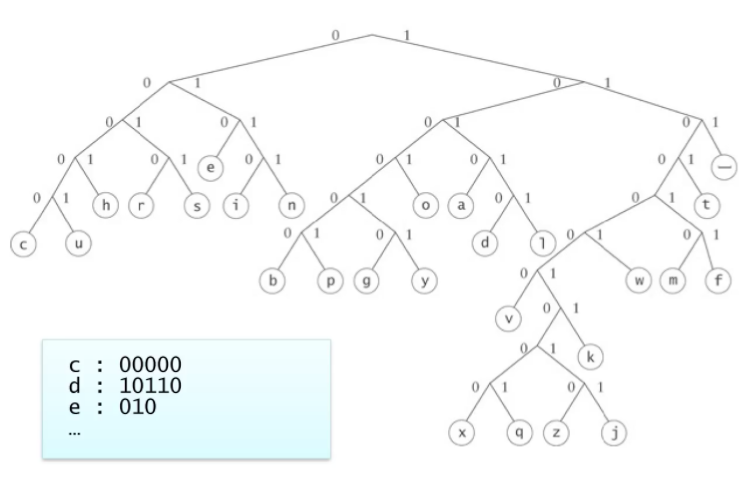 0 1
0 1 0 1
0 1 0 1 0 1 0 1
0 1 0 1 e 0 1 0 1 0 1 0 1 —
0 1 h r s i n 0 1 o a 0 1 0 1 t
c u 0 1 0 1 d l 0 1 0 1
b p g y 0 1 w m f
v 0 1
0 1 k
0 1 0 1
x q z j
c : 00000
d : 10110
e : 010
…